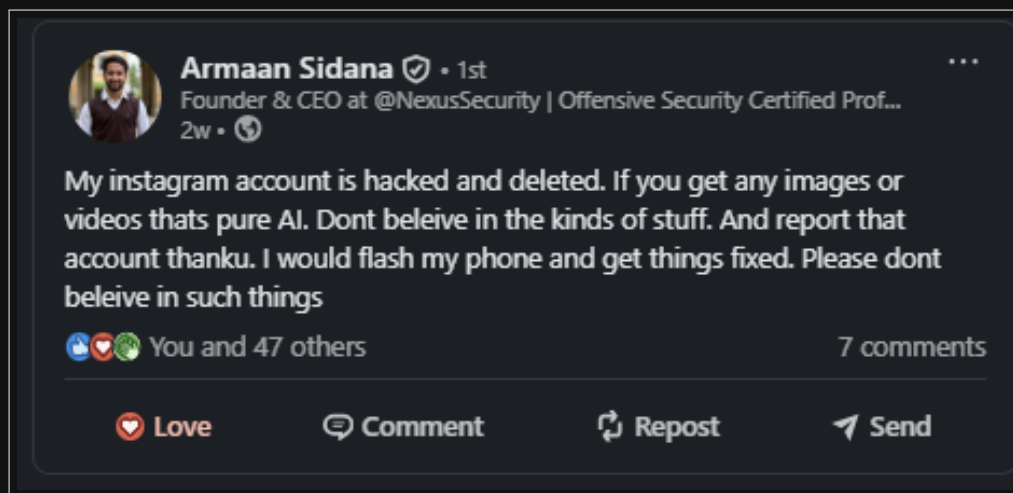 Armaan Sidana • 1st
Founder & CEO at @NexusSecurity | Offensive Security Certified Prof...
2w •
My instagram account is hacked and deleted. If you get any images or
videos thats pure AI. Dont beleive in the kinds of stuff. And report that
account thanku. I would flash my phone and get things fixed. Please dont
beleive in such things
You and 47 others 7 comments
Love Comment Repost Send